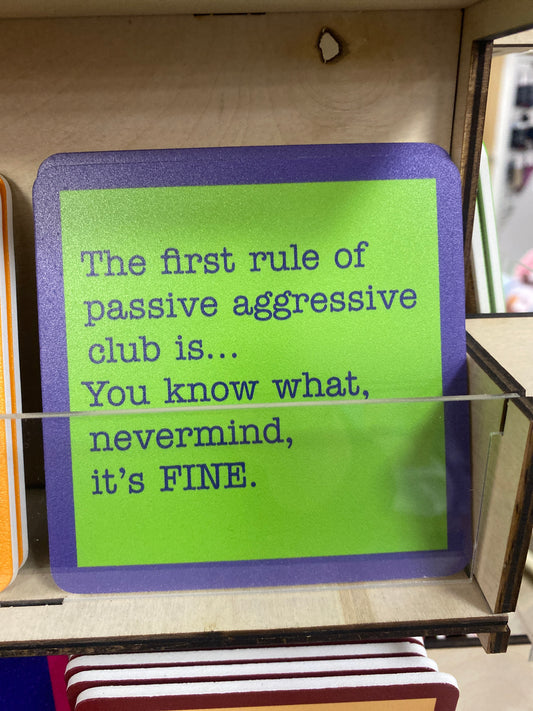 The first rule of
passive aggressive
club is...
You know what,
nevermind,
it's FINE.